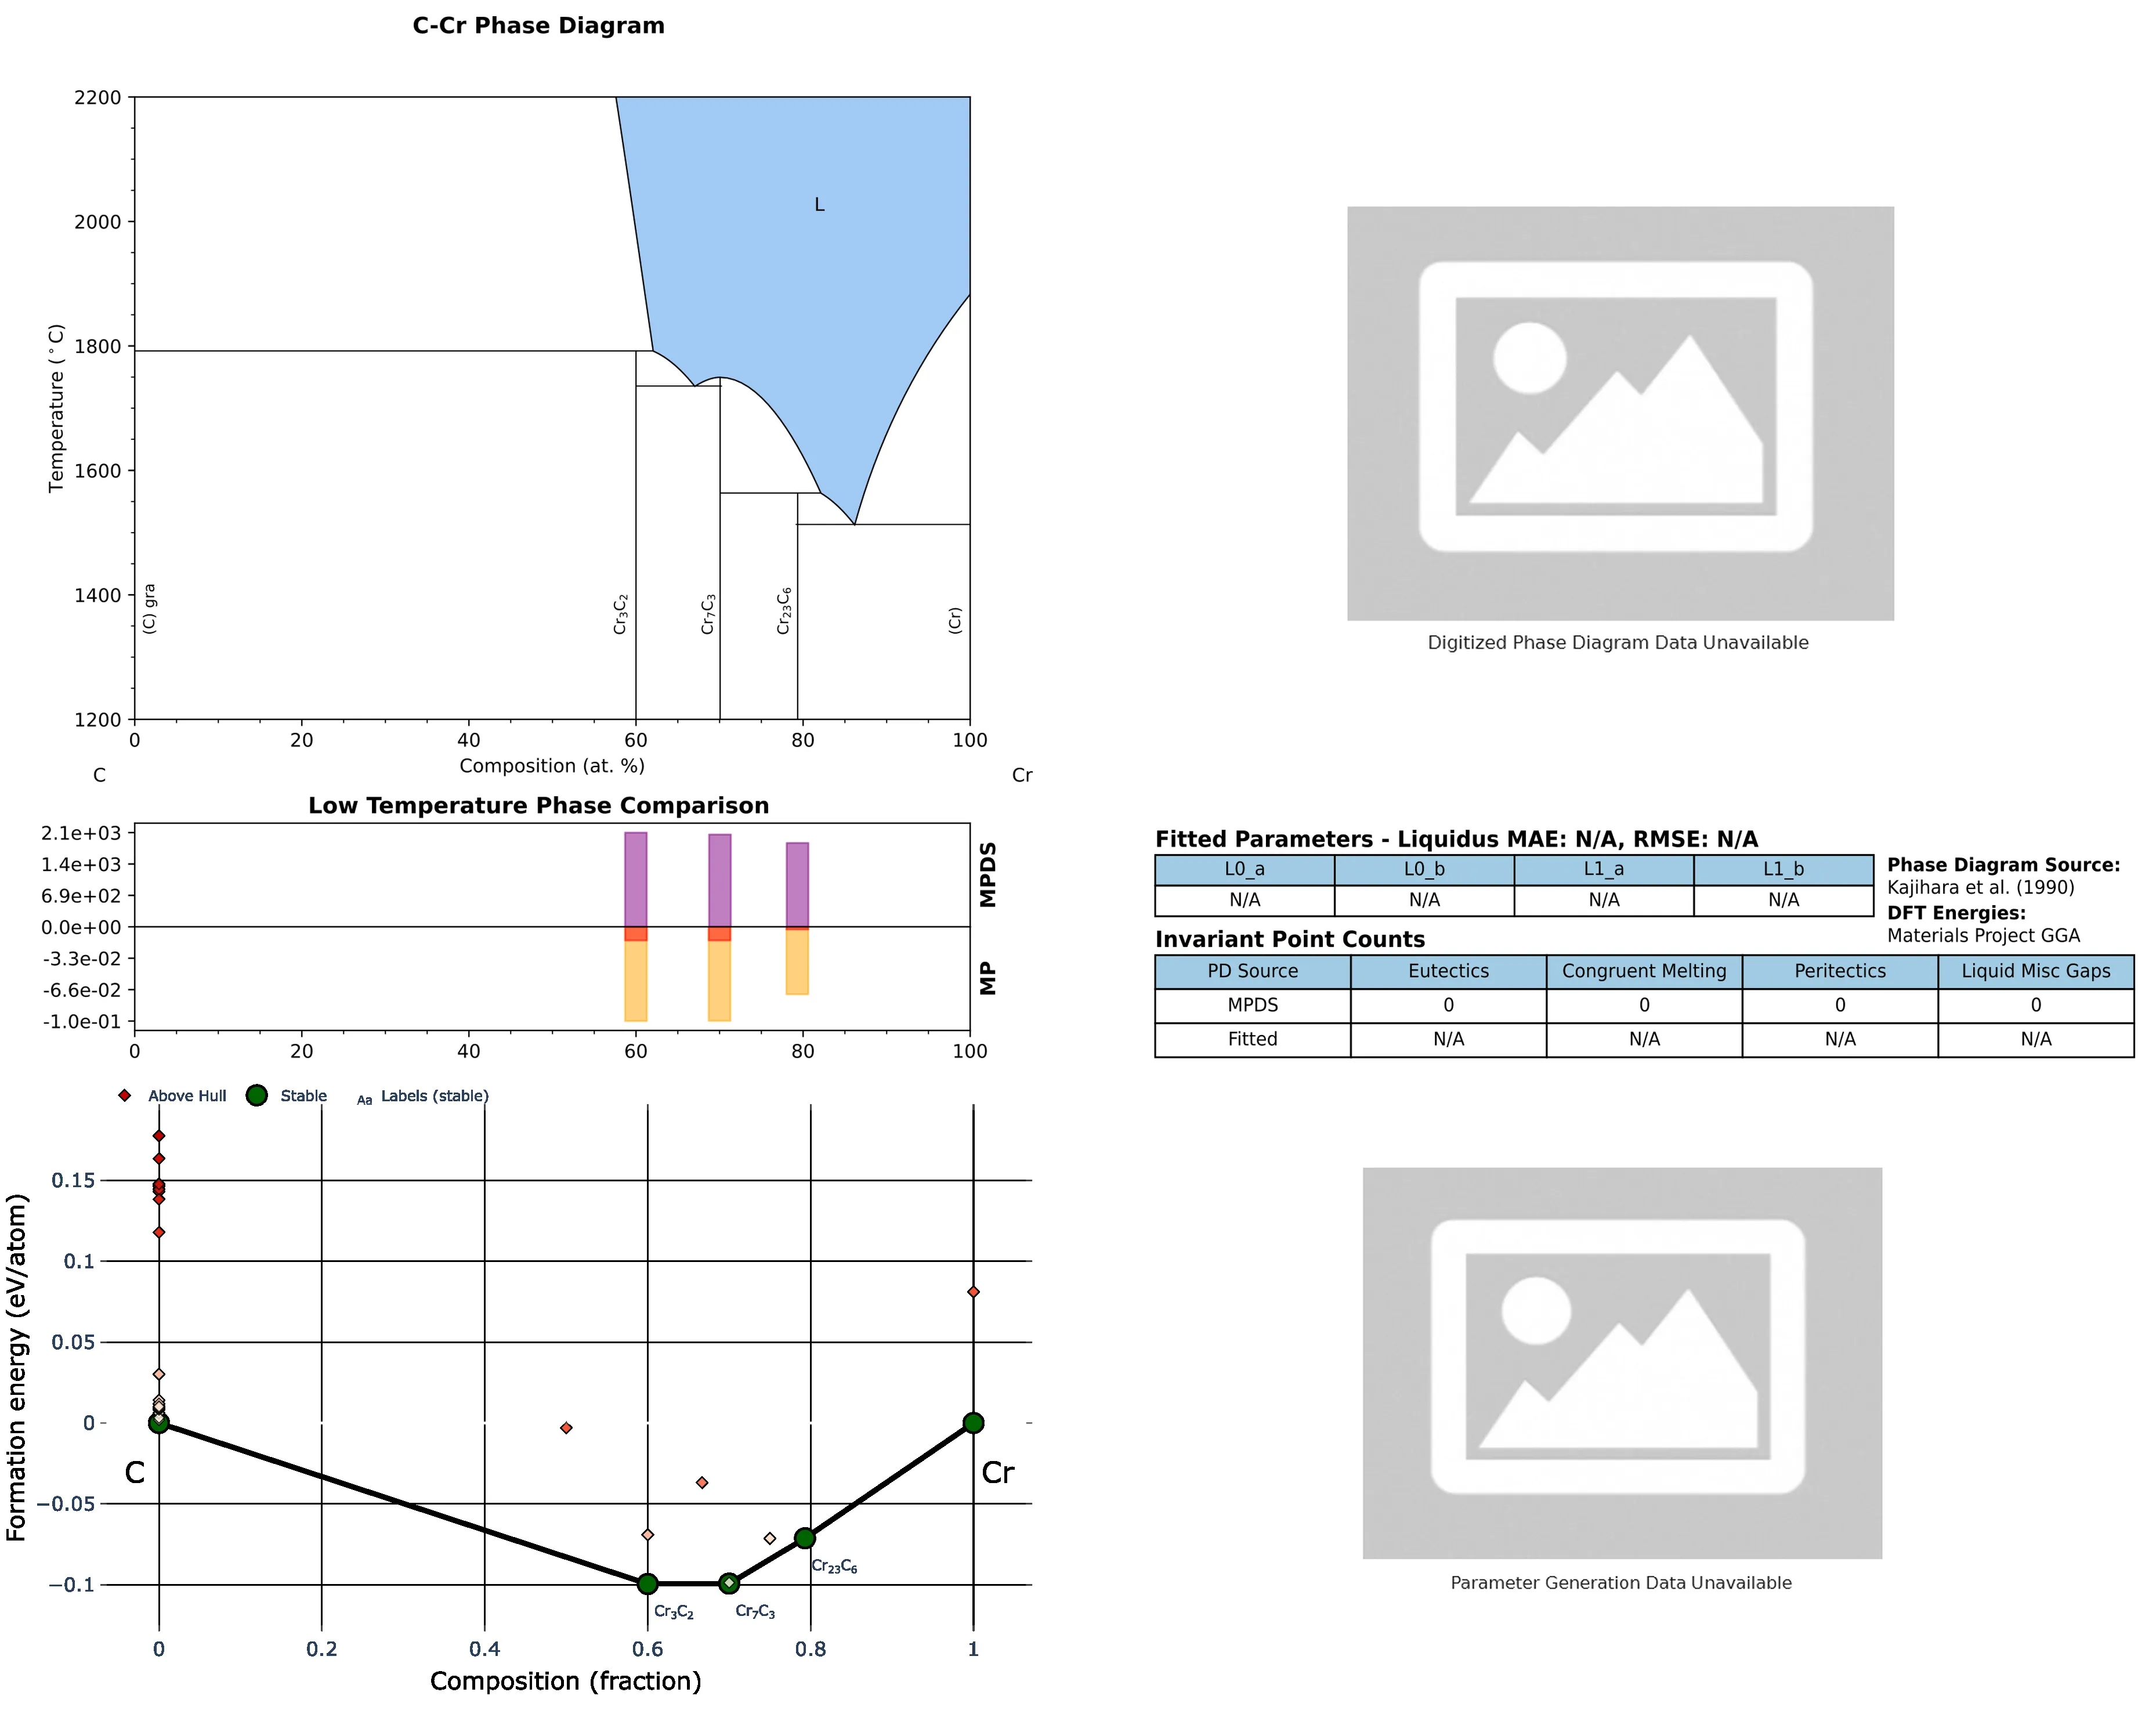 C-Cr Phase Diagram
2200
2000
1800
1600
1400
1200
Temperature (°C)
L
(C) gra
Cr₃C₂
Cr₇C₃
Cr₂₃C₆
(Cr)
0 20 40 60 80 100
Composition (at. %)
C Cr
Digitized Phase Diagram Data Unavailable
Low Temperature Phase Comparison
2.1e+03
1.4e+03
6.9e+02
0.0e+00
-3.3e-02
-6.6e-02
-1.0e-01
MPDS
MP
0 20 40 60 80 100
Fitted Parameters - Liquidus MAE: N/A, RMSE: N/A
L0_a L0_b L1_a L1_b
N/A N/A N/A N/A
Phase Diagram Source:
Kajihara et al. (1990)
DFT Energies:
Materials Project GGA
Invariant Point Counts
PD Source Eutectics Congruent Melting Peritectics Liquid Misc Gaps
MPDS 0 0 0 0
Fitted N/A N/A N/A N/A
Above Hull Stable Aa Labels (stable)
0.15
0.1
0.05
0
−0.05
−0.1
Formation energy (eV/atom)
C
Cr
Cr₂₃C₆
Cr₃C₂
Cr₇C₃
0 0.2 0.4 0.6 0.8 1
Composition (fraction)
Parameter Generation Data Unavailable